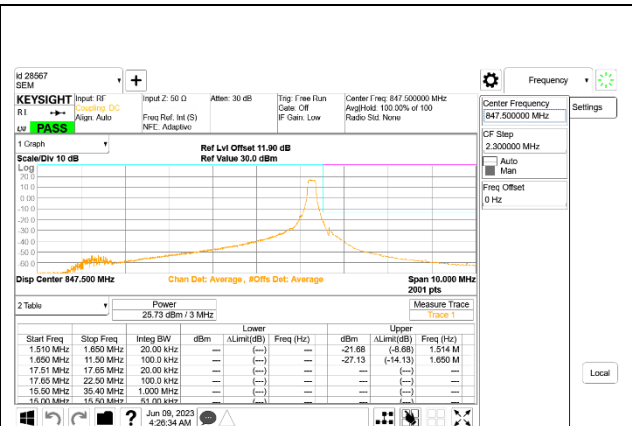 id 28567
SEM
Frequency
KEYSIGHT Input: RF Input Z: 50 Ω Atten: 30 dB Trig: Free Run Center Freq: 847.500000 MHz
R I Coupling: DC Gate: Off Avg|Hold: 100.00% of 100
Align: Auto Freq Ref: Int (S) IF Gain: Low Radio Std: None
PASS NFE: Adaptive
Center Frequency
847.500000 MHz
Settings
CF Step
2.300000 MHz
Auto
Man
Freq Offset
0 Hz
1 Graph Ref Lvl Offset 11.90 dB
Scale/Div 10 dB Ref Value 30.0 dBm
Log
20.0
10.0
0.00
-10.0
-20.0
-30.0
-40.0
-50.0
-60.0
Disp Center 847.500 MHz Chan Det: Average , #Offs Det: Average Span 10.000 MHz
2001 pts
2 Table Power Measure Trace
25.73 dBm / 3 MHz Trace 1
Lower Upper
Start Freq Stop Freq Integ BW dBm ΔLimit(dB) Freq (Hz) dBm ΔLimit(dB) Freq (Hz)
1.510 MHz 1.650 MHz 20.00 kHz --- (---) --- -21.68 (-8.68) 1.514 M
1.650 MHz 11.50 MHz 100.0 kHz --- (---) --- -27.13 (-14.13) 1.650 M
17.51 MHz 17.65 MHz 20.00 kHz --- (---) --- --- (---) ---
17.65 MHz 22.50 MHz 100.0 kHz --- (---) --- --- (---) ---
15.50 MHz 35.40 MHz 1.000 MHz --- (---) --- --- (---) ---
15.00 MHz 15.50 MHz 51.00 kHz --- (---) --- --- (---) ---
Local
? Jun 09, 2023
4:26:34 AM